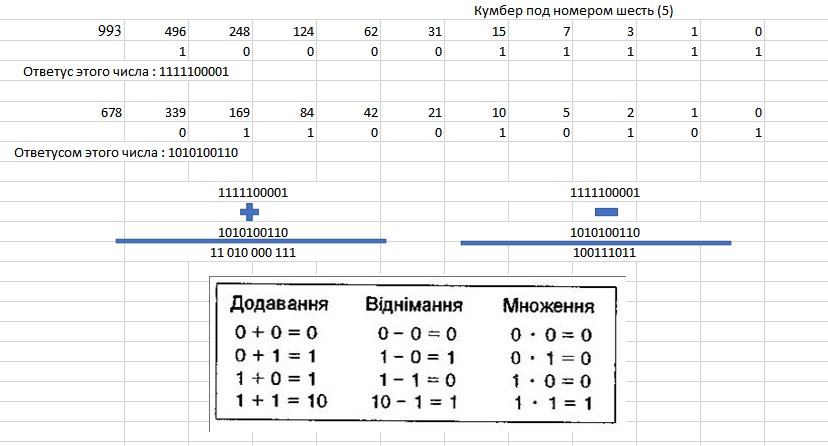 Кумбер под номером шесть (5)
993 496 248 124 62 31 15 7 3 1 0
1 0 0 0 0 1 1 1 1 1
Ответус этого числа : 1111100001
678 339 169 84 42 21 10 5 2 1 0
0 1 1 0 0 1 0 1 0 1
Ответусом этого числа : 1010100110
1111100001 1111100001
1010100110 1010100110
11 010 000 111 100111011
Додавання Віднімання Множення
0 + 0 = 0 0 – 0 = 0 0 · 0 = 0
0 + 1 = 1 1 – 0 = 1 0 · 1 = 0
1 + 0 = 1 1 – 1 = 0 1 · 0 = 0
1 + 1 = 10 10 – 1 = 1 1 · 1 = 1